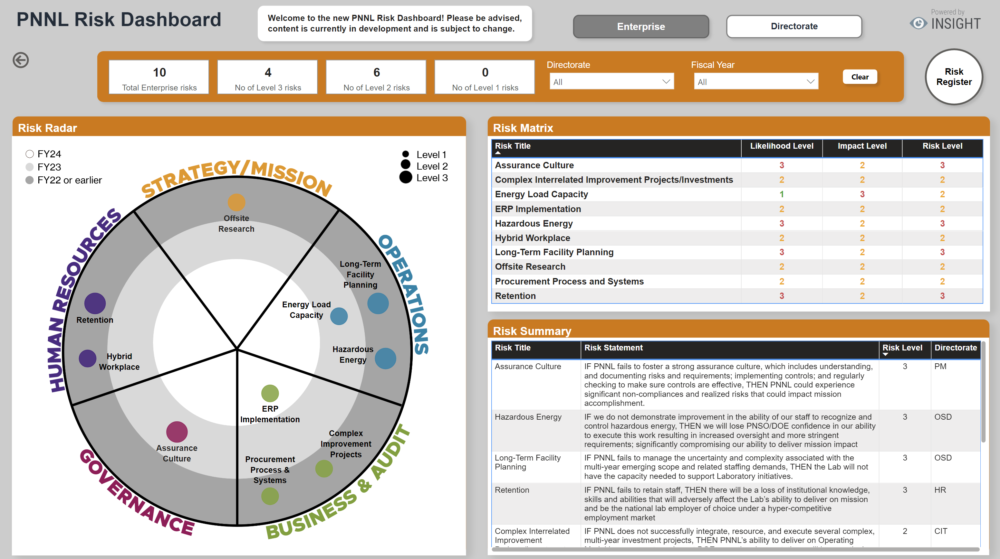 PNNL Risk Dashboard
Welcome to the new PNNL Risk Dashboard! Please be advised,
content is currently in development and is subject to change.
Enterprise
Directorate
Powered by
INSIGHT
10
Total Enterprise risks
4
No of Level 3 risks
6
No of Level 2 risks
0
No of Level 1 risks
Directorate
All
Fiscal Year
All
Clear
Risk
Register
Risk Radar
FY24
FY23
FY22 or earlier
Level 1
Level 2
Level 3
STRATEGY/MISSION
OPERATIONS
BUSINESS & AUDIT
GOVERNANCE
HUMAN RESOURCES
Offsite
Research
Long-Term
Facility
Planning
Energy Load
Capacity
Hazardous
Energy
Retention
Hybrid
Workplace
ERP
Implementation
Complex
Improvement
Projects
Procurement
Process &
Systems
Assurance
Culture
Risk Matrix
Risk Title Likelihood Level Impact Level Risk Level
Assurance Culture 3 2 3
Complex Interrelated Improvement Projects/Investments 2 2 2
Energy Load Capacity 1 3 2
ERP Implementation 2 2 2
Hazardous Energy 3 2 3
Hybrid Workplace 2 2 2
Long-Term Facility Planning 3 2 3
Offsite Research 2 2 2
Procurement Process and Systems 2 2 2
Retention 3 2 3
Risk Summary
Risk Title Risk Statement Risk Level Directorate
Assurance Culture IF PNNL fails to foster a strong assurance culture, which includes understanding, 3 PM
and documenting risks and requirements; implementing controls; and regularly
checking to make sure controls are effective, THEN PNNL could experience
significant non-compliances and realized risks that could impact mission
accomplishment.
Hazardous Energy IF we do not demonstrate improvement in the ability of our staff to recognize and 3 OSD
control hazardous energy, THEN we will lose PNSO/DOE confidence in our ability
to execute this work resulting in increased oversight and more stringent
requirements; significantly compromising our ability to deliver mission impact
Long-Term Facility IF PNNL fails to manage the uncertainty and complexity associated with the 3 OSD
Planning multi-year emerging scope and related staffing demands, THEN the Lab will not
have the capacity needed to support Laboratory initiatives.
Retention IF PNNL fails to retain staff, THEN there will be a loss of institutional knowledge, 3 HR
skills and abilities that will adversely affect the Lab's ability to deliver on mission
and be the national lab employer of choice under a hyper-competitive
employment market
Complex Interrelated IF PNNL does not successfully integrate, resource, and execute several complex, 2 CIT
Improvement multi-year investment projects, THEN PNNL's ability to deliver on Operating